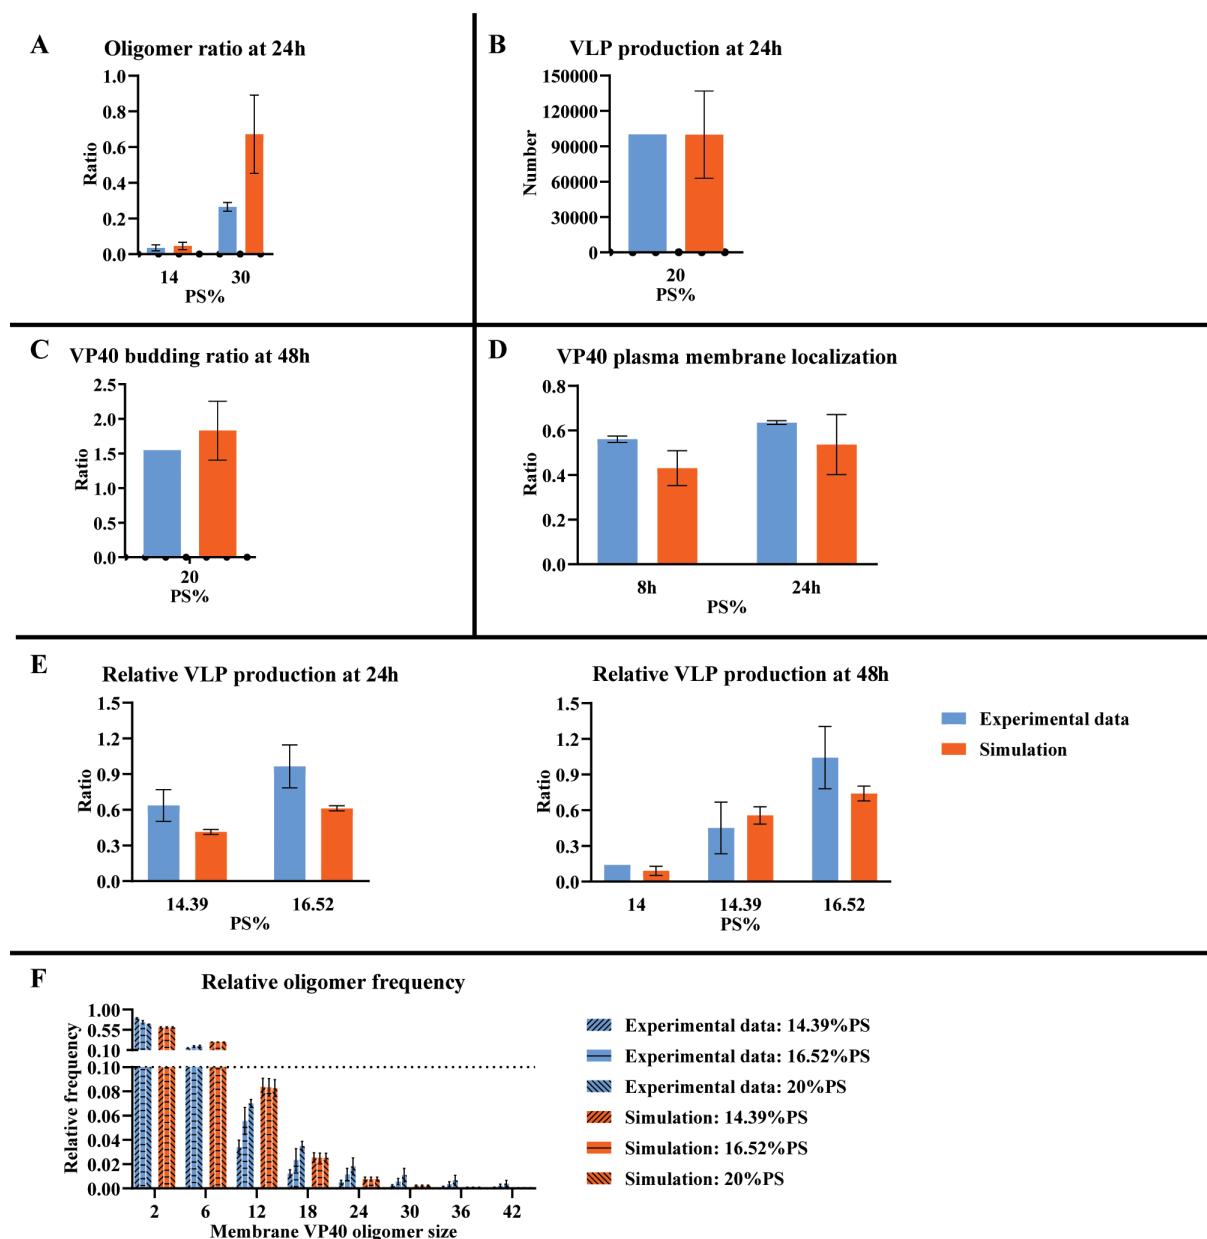 A
Oligomer ratio at 24h
1.0
0.8
0.6
0.4
0.2
0.0
Ratio
14
30
PS%
B
VLP production at 24h
150000
120000
90000
60000
30000
0
Number
20
PS%
C
VP40 budding ratio at 48h
2.5
2.0
1.5
1.0
0.5
0.0
Ratio
20
PS%
D
VP40 plasma membrane localization
0.8
0.6
0.4
0.2
0.0
Ratio
8h
24h
PS%
E
Relative VLP production at 24h
1.5
1.2
0.9
0.6
0.3
0.0
Ratio
14.39
16.52
PS%
Relative VLP production at 48h
1.5
1.2
0.9
0.6
0.3
0.0
Ratio
14
14.39
16.52
PS%
Experimental data
Simulation
F
Relative oligomer frequency
1.00
0.55
0.10
0.10
0.08
0.06
0.04
0.02
0.00
Relative frequency
2
6
12
18
24
30
36
42
Membrane VP40 oligomer size
Experimental data: 14.39%PS
Experimental data: 16.52%PS
Experimental data: 20%PS
Simulation: 14.39%PS
Simulation: 16.52%PS
Simulation: 20%PS